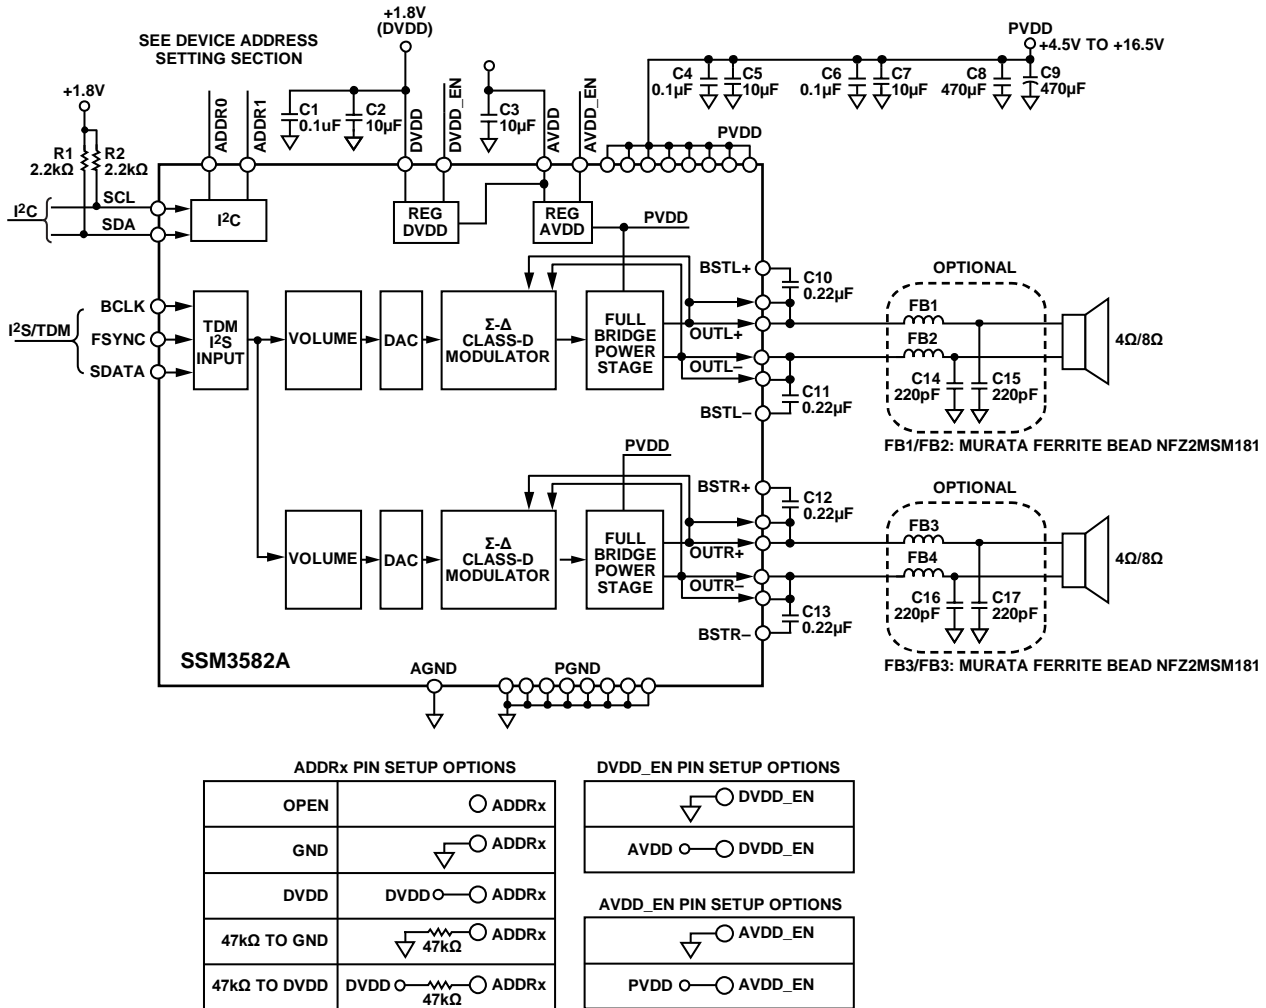 +1.8V
(DVDD)
PVDD
+4.5V TO +16.5V
SEE DEVICE ADDRESS
SETTING SECTION
+1.8V
R1
2.2kΩ
R2
2.2kΩ
ADDR0
ADDR1
C1
0.1uF
C2
10µF
DVDD
DVDD_EN
C3
10µF
AVDD
AVDD_EN
C4
0.1µF
C5
10µF
C6
0.1µF
C7
10µF
C8
470µF
C9
470µF
PVDD
I²C
SCL
SDA
I²C
REG
DVDD
REG
AVDD
PVDD
I²S/TDM
BCLK
FSYNC
SDATA
TDM
I²S
INPUT
VOLUME
DAC
Σ-Δ
CLASS-D
MODULATOR
FULL
BRIDGE
POWER
STAGE
BSTL+
OUTL+
OUTL–
BSTL–
C10
0.22µF
C11
0.22µF
OPTIONAL
FB1
FB2
C14
220pF
C15
220pF
4Ω/8Ω
FB1/FB2: MURATA FERRITE BEAD NFZ2MSM181
PVDD
VOLUME
DAC
Σ-Δ
CLASS-D
MODULATOR
FULL
BRIDGE
POWER
STAGE
BSTR+
OUTR+
OUTR–
BSTR–
C12
0.22µF
C13
0.22µF
OPTIONAL
FB3
FB4
C16
220pF
C17
220pF
4Ω/8Ω
FB3/FB3: MURATA FERRITE BEAD NFZ2MSM181
SSM3582A
AGND
PGND
ADDRx PIN SETUP OPTIONS
OPEN ADDRx
GND ADDRx
DVDD DVDD ADDRx
47kΩ TO GND 47kΩ ADDRx
47kΩ TO DVDD DVDD 47kΩ ADDRx
DVDD_EN PIN SETUP OPTIONS
DVDD_EN
AVDD DVDD_EN
AVDD_EN PIN SETUP OPTIONS
AVDD_EN
PVDD AVDD_EN